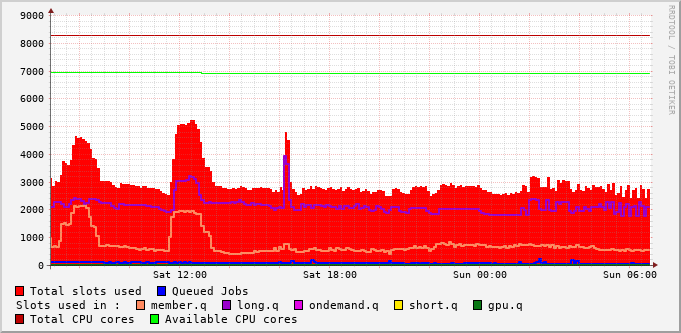 9000
8000
7000
6000
5000
4000
3000
2000
1000
0
Sat 12:00 Sat 18:00 Sun 00:00 Sun 06:00
Total slots used Queued Jobs
Slots used in : member.q long.q ondemand.q short.q gpu.q
Total CPU cores Available CPU cores
RRDTOOL / TOBI OETIKER